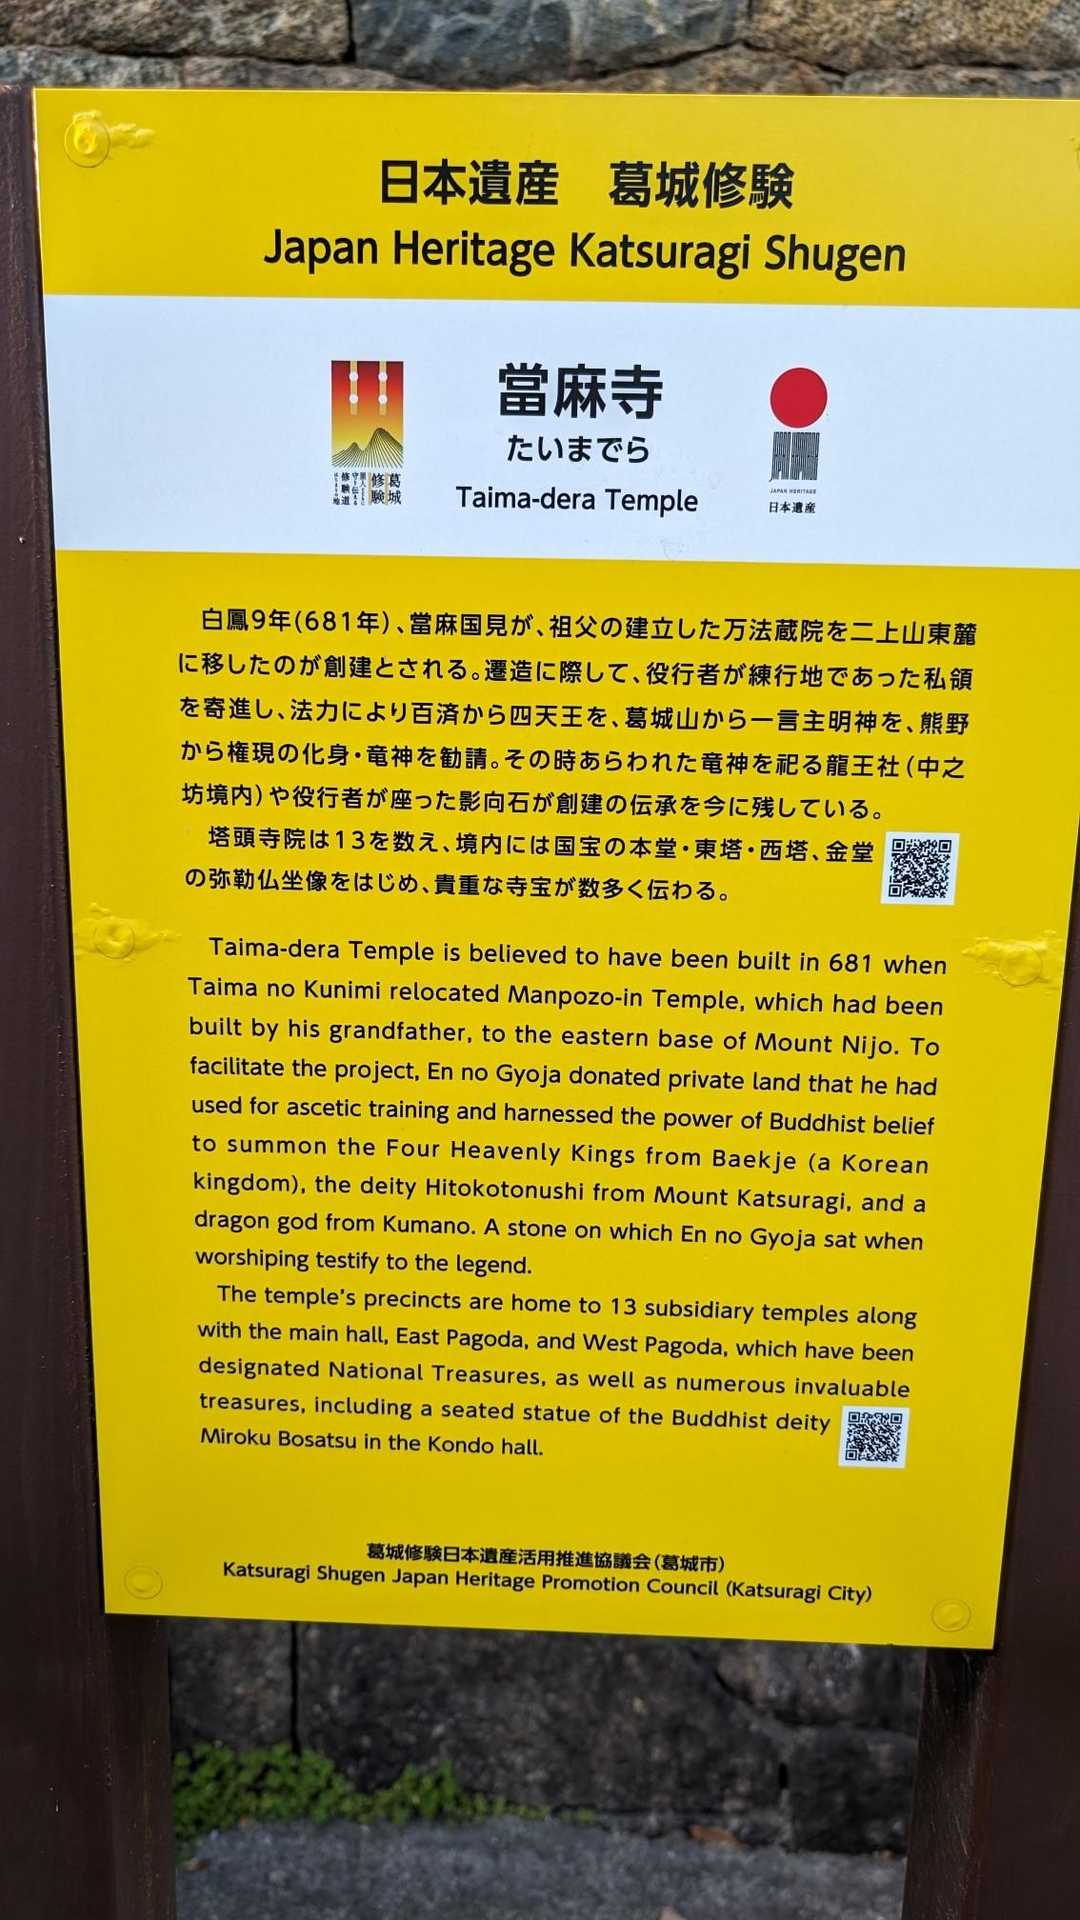 日本遺産 葛城修験
Japan Heritage Katsuragi Shugen
葛城
修験
當麻寺
たいまでら
Taima-dera Temple
JAPAN HERITAGE
日本遺産
白鳳9年(681年)、當麻国見が、祖父の建立した万法蔵院を二上山東麓
に移したのが創建とされる。遷造に際して、役行者が練行地であった私領
を寄進し、法力により百済から四天王を、葛城山から一言主明神を、熊野
から権現の化身・竜神を勧請。その時あらわれた竜神を祀る龍王社(中之
坊境内)や役行者が座った影向石が創建の伝承を今に残している。
塔頭寺院は13を数え、境内には国宝の本堂・東塔・西塔、金堂
の弥勒仏坐像をはじめ、貴重な寺宝が数多く伝わる。
Taima-dera Temple is believed to have been built in 681 when
Taima no Kunimi relocated Manpozo-in Temple, which had been
built by his grandfather, to the eastern base of Mount Nijo. To
facilitate the project, En no Gyoja donated private land that he had
used for ascetic training and harnessed the power of Buddhist belief
to summon the Four Heavenly Kings from Baekje (a Korean
kingdom), the deity Hitokotonushi from Mount Katsuragi, and a
dragon god from Kumano. A stone on which En no Gyoja sat when
worshiping testify to the legend.
The temple's precincts are home to 13 subsidiary temples along
with the main hall, East Pagoda, and West Pagoda, which have been
designated National Treasures, as well as numerous invaluable
treasures, including a seated statue of the Buddhist deity
Miroku Bosatsu in the Kondo hall.
葛城修験日本遺産活用推進協議会(葛城市)
Katsuragi Shugen Japan Heritage Promotion Council (Katsuragi City)